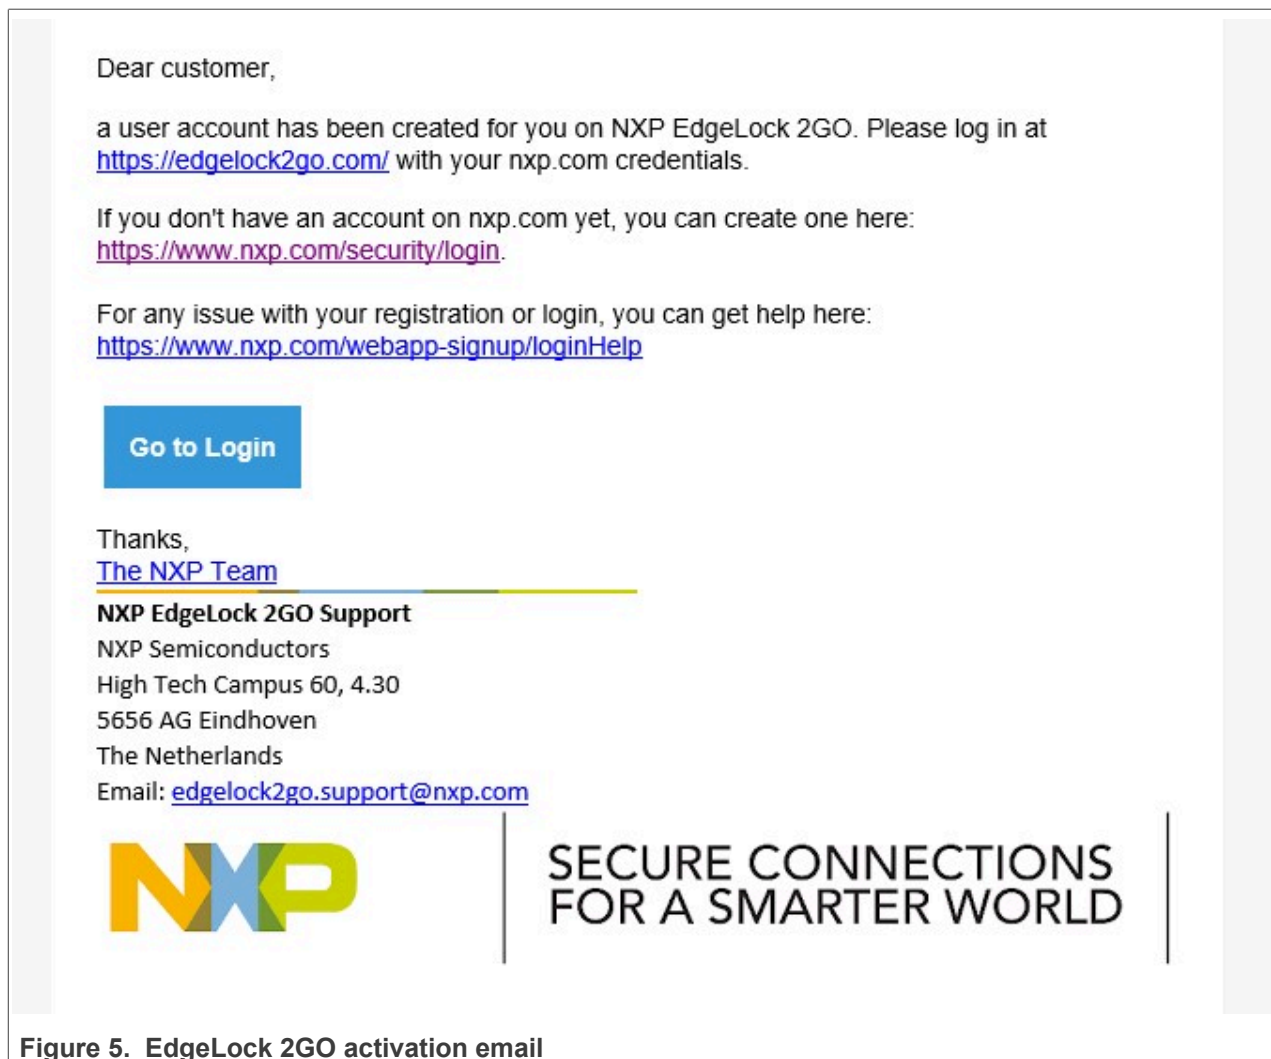 Dear customer,
a user account has been created for you on NXP EdgeLock 2GO. Please log in at
https://edgelock2go.com/ with your nxp.com credentials.
If you don't have an account on nxp.com yet, you can create one here:
https://www.nxp.com/security/login.
For any issue with your registration or login, you can get help here:
https://www.nxp.com/webapp-signup/loginHelp
Go to Login
Thanks,
The NXP Team
NXP EdgeLock 2GO Support
NXP Semiconductors
High Tech Campus 60, 4.30
5656 AG Eindhoven
The Netherlands
Email: edgelock2go.support@nxp.com
NXP
SECURE CONNECTIONS
FOR A SMARTER WORLD
Figure 5. EdgeLock 2GO activation email